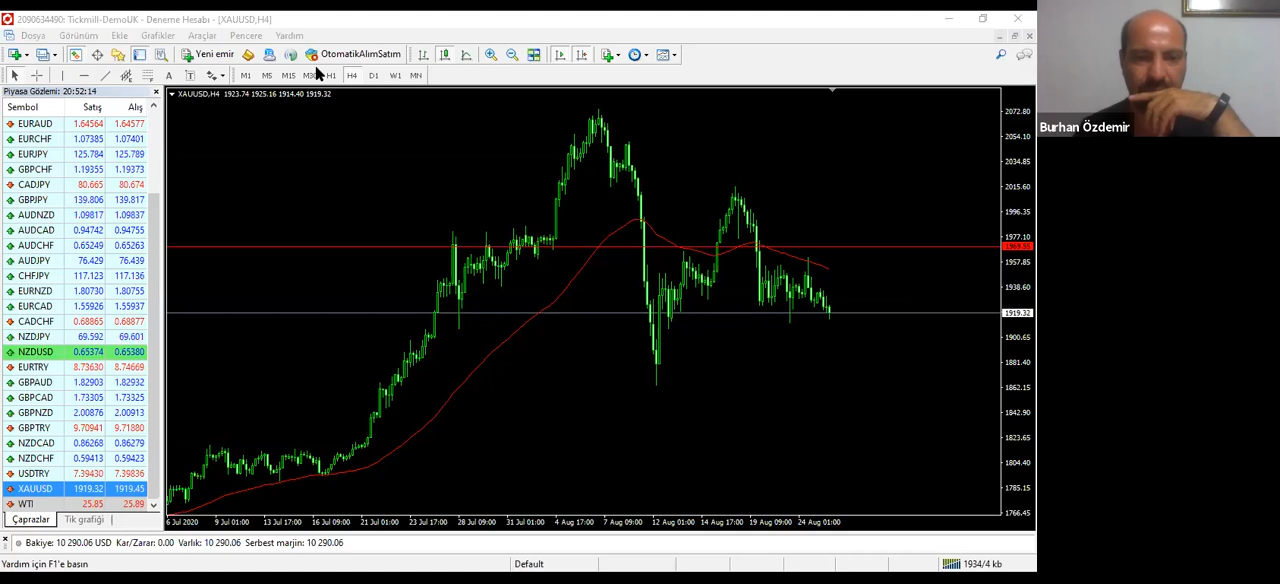 2090634490: Tickmill-DemoUK - Deneme Hesabı - [XAUUSD,H4]
Dosya Görünüm Ekle Grafikler Araçlar Pencere Yardım
Yeni emir OtomatikAlımSatım
A T M1 M5 M15 M30 H1 H4 D1 W1 MN
Piyasa Gözlemi: 20:52:14
Sembol Satış Alış
EURAUD 1.64564 1.64577
EURCHF 1.07385 1.07401
EURJPY 125.784 125.789
GBPCHF 1.19355 1.19373
CADJPY 80.665 80.674
GBPJPY 139.806 139.817
AUDNZD 1.09817 1.09837
AUDCAD 0.94742 0.94755
AUDCHF 0.65249 0.65263
AUDJPY 76.429 76.439
CHFJPY 117.123 117.136
EURNZD 1.80730 1.80755
EURCAD 1.55926 1.55937
CADCHF 0.68865 0.68877
NZDJPY 69.592 69.601
NZDUSD 0.65374 0.65380
EURTRY 8.73630 8.74669
GBPAUD 1.82903 1.82932
GBPCAD 1.73305 1.73325
GBPNZD 2.00876 2.00913
GBPTRY 9.70941 9.71880
NZDCAD 0.86268 0.86279
NZDCHF 0.59413 0.59423
USDTRY 7.39430 7.39836
XAUUSD 1919.32 1919.45
WTI 25.85 25.89
Çaprazlar Tik grafiği
XAUUSD,H4 1923.74 1925.16 1914.40 1919.32
2072.80
2054.10
2034.85
2015.60
1996.35
1977.10
1969.55
1957.85
1938.60
1919.32
1900.65
1881.40
1862.15
1842.90
1823.65
1804.40
1785.15
1766.45
6 Jul 2020 9 Jul 01:00 13 Jul 17:00 16 Jul 09:00 21 Jul 01:00 23 Jul 17:00 28 Jul 09:00 31 Jul 01:00 4 Aug 17:00 7 Aug 09:00 12 Aug 01:00 14 Aug 17:00 19 Aug 09:00 24 Aug 01:00
Bakiye: 10 290.06 USD Kar/Zarar: 0.00 Varlık: 10 290.06 Serbest marjin: 10 290.06
Yardım için F1'e basın Default 1934/4 kb
Burhan Özdemir